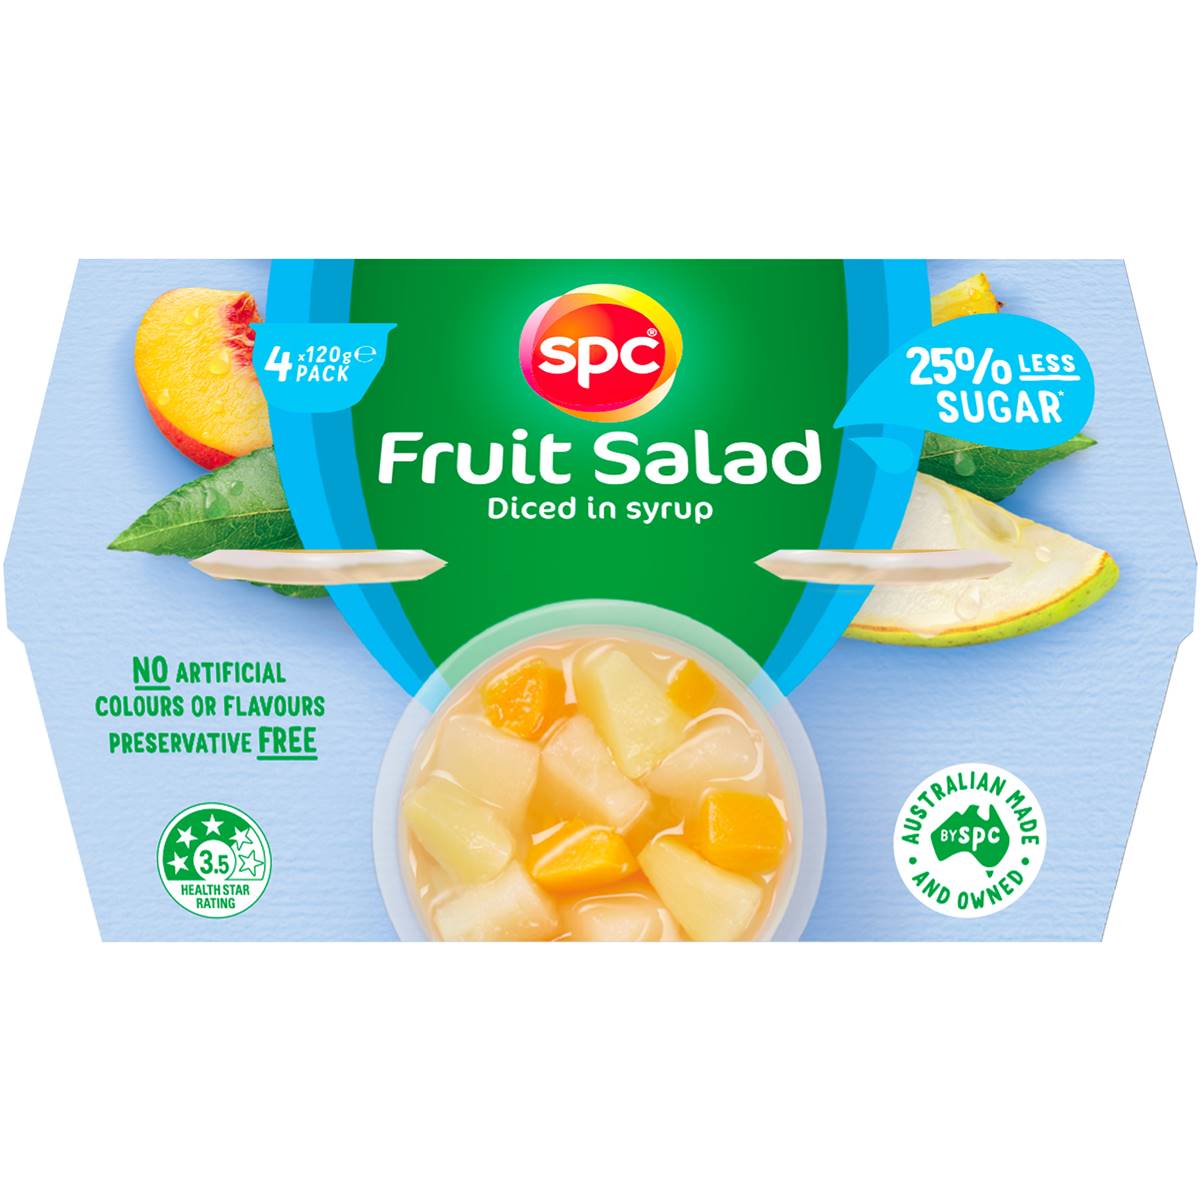 spc®
4 x120g℮
PACK
25% LESS
SUGAR*
Fruit Salad
Diced in syrup
NO ARTIFICIAL
COLOURS OR FLAVOURS
PRESERVATIVE FREE
3.5
HEALTH STAR
RATING
AUSTRALIAN MADE
BY SPC
• AND OWNED •